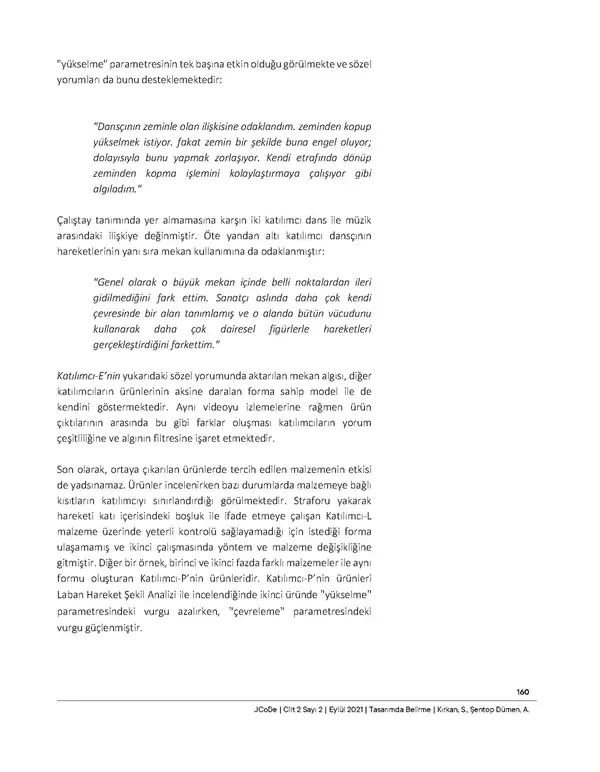 "yükselme" parametresinin tek başına etkin olduğu görülmekte ve sözel
yorumları da bunu desteklemektedir:
"Dansçının zeminle olan ilişkisine odaklandım. zeminden kopup
yükselmek istiyor. fakat zemin bir şekilde buna engel oluyor;
dolayısıyla bunu yapmak zorlaşıyor. Kendi etrafında dönüp
zeminden kopma işlemini kolaylaştırmaya çalışıyor gibi
algıladım."
Çalıştay tanımında yer almamasına karşın iki katılımcı dans ile müzik
arasındaki ilişkiye değinmiştir. Öte yandan altı katılımcı dansçının
hareketlerinin yanı sıra mekan kullanımına da odaklanmıştır:
"Genel olarak o büyük mekan içinde belli noktalardan ileri
gidilmediğini fark ettim. Sanatçı aslında daha çok kendi
çevresinde bir alan tanımlamış ve o alanda bütün vücudunu
kullanarak daha çok dairesel figürlerle hareketleri
gerçekleştirdiğini farkettim."
Katılımcı-E'nin yukarıdaki sözel yorumunda aktarılan mekan algısı, diğer
katılımcıların ürünlerinin aksine daralan forma sahip model ile de
kendini göstermektedir. Aynı videoyu izlemelerine rağmen ürün
çıktılarının arasında bu gibi farklar oluşması katılımcıların yorum
çeşitliliğine ve algının filtresine işaret etmektedir.
Son olarak, ortaya çıkarılan ürünlerde tercih edilen malzemenin etkisi
de yadsınamaz. Ürünler incelenirken bazı durumlarda malzemeye bağlı
kısıtların katılımcıyı sınırlandırdığı görülmektedir. Straforu yakarak
hareketi katı içerisindeki boşluk ile ifade etmeye çalışan Katılımcı-L
malzeme üzerinde yeterli kontrolü sağlayamadığı için istediği forma
ulaşamamış ve ikinci çalışmasında yöntem ve malzeme değişikliğine
gitmiştir. Diğer bir örnek, birinci ve ikinci fazda farklı malzemeler ile aynı
formu oluşturan Katılımcı-P'nin ürünleridir. Katılımcı-P'nin ürünleri
Laban Hareket Şekil Analizi ile incelendiğinde ikinci üründe "yükselme"
parametresindeki vurgu azalırken, "çevreleme" parametresindeki
vurgu güçlenmiştir.
160
JCoDe | Cilt 2 Sayı 2 | Eylül 2021 | Tasarımda Belirme | Kırkan, S., Şentop Dümen, A.